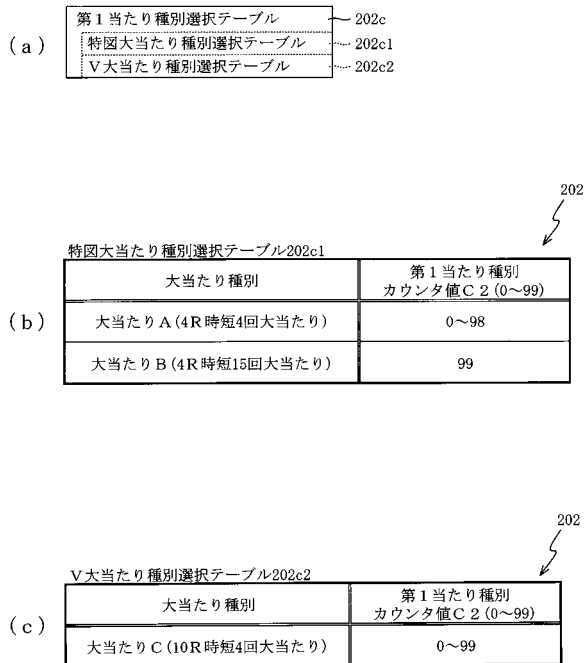 (a)
第1当たり種別選択テーブル 202c
特図大当たり種別選択テーブル 202c1
V大当たり種別選択テーブル 202c2
202
特図大当たり種別選択テーブル202c1
大当たり種別
第1当たり種別
カウンタ値C2(0～99)
(b)
大当たりA(4R時短4回大当たり) 0～98
大当たりB(4R時短15回大当たり) 99
202
V大当たり種別選択テーブル202c2
大当たり種別
第1当たり種別
カウンタ値C2(0～99)
(c)
大当たりC(10R時短4回大当たり) 0～99